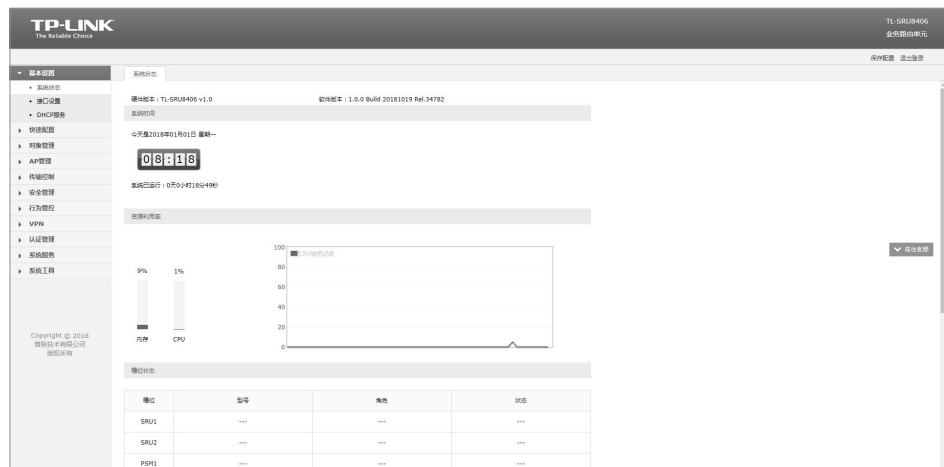 TP-LINK
The Reliable Choice
TL-SRU8406
业务路由单元
保存配置 退出登录
基本设置
系统状态
接口设置
DHCP服务
快速配置
对象管理
AP管理
传输控制
安全管理
行为管控
VPN
认证管理
系统服务
系统工具
Copyright © 2018
普联技术有限公司
版权所有
系统状态
硬件版本：TL-SRU8406 v1.0 软件版本：1.0.0 Build 20181019 Rel.34782
系统时间
今天是2018年01月01日 星期一
08:18
系统已运行：0天0小时18分49秒
资源利用率
9% 1%
内存 CPU
100
80
60
40
20
0
CPU使用记录
前往底部
槽位状态
槽位 型号 角色 状态
SRU1 --- --- ---
SRU2 --- --- ---
PSM1 --- --- ---